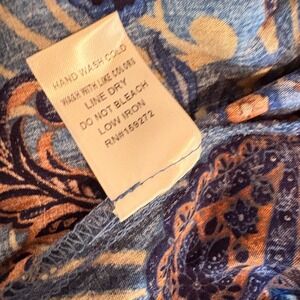 HAND WASH COLD
WASH WITH LIKE COLORS
LINE DRY
DO NOT BLEACH
LOW IRON
RN#159272